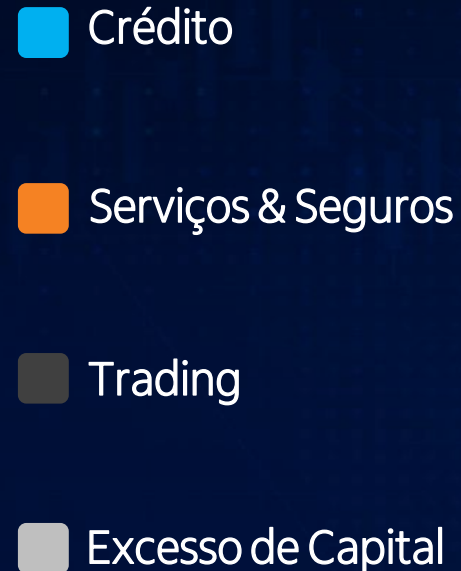 Crédito
Serviços & Seguros
Trading
Excesso de Capital